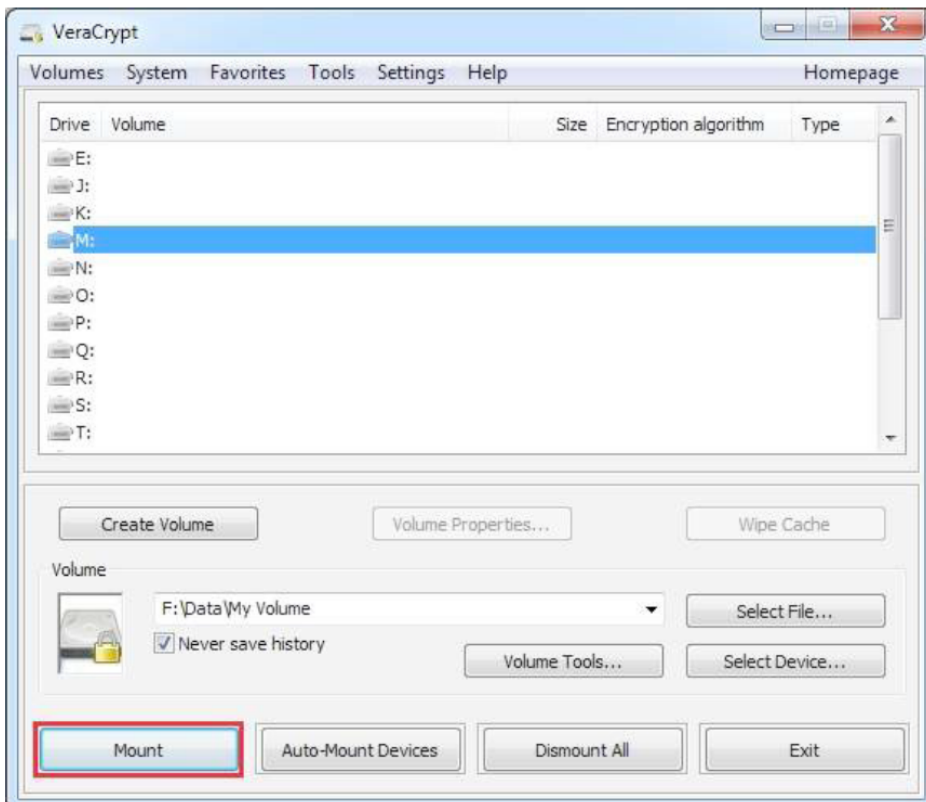 VeraCrypt
Volumes System Favorites Tools Settings Help Homepage
Drive Volume Size Encryption algorithm Type
E:
J:
K:
M:
N:
O:
P:
Q:
R:
S:
T:
Create Volume Volume Properties... Wipe Cache
Volume
F:\Data\My Volume Select File...
Never save history
Volume Tools... Select Device...
Mount Auto-Mount Devices Dismount All Exit